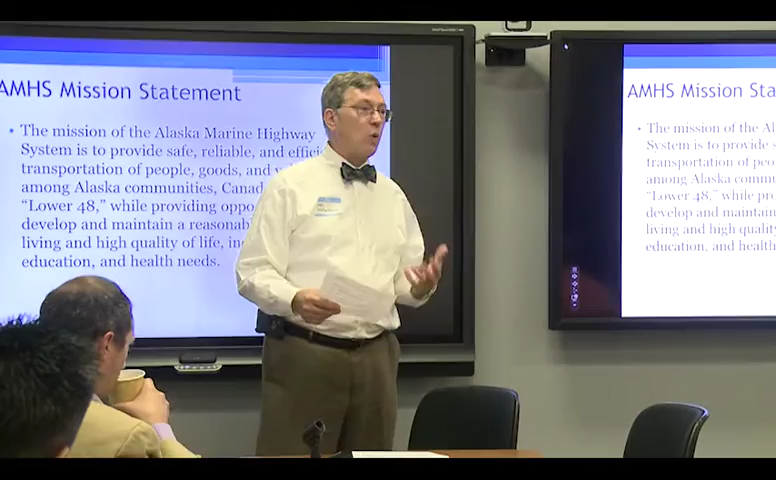 AMHS Mission Statement
• The mission of the Alaska Marine Highway
System is to provide safe, reliable, and effici
transportation of people, goods, and v
among Alaska communities, Canad
"Lower 48," while providing oppo
develop and maintain a reasonab
living and high quality of life, in
education, and health needs.
AMHS Mission Sta
• The mission of the Al
System is to provide s
transportation of peop
among Alaska commu
"Lower 48," while pro
develop and maintain
living and high quality
education, and health